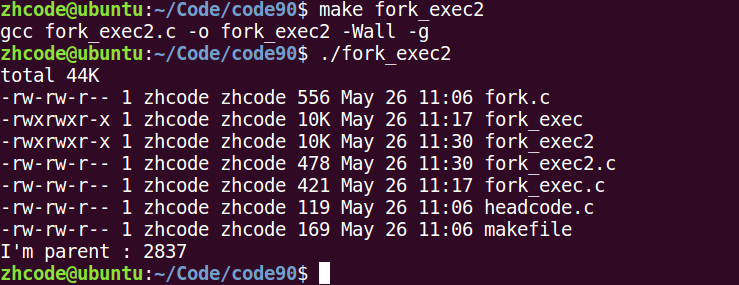 zhcode@ubuntu:~/Code/code90$ make fork_exec2
gcc fork_exec2.c -o fork_exec2 -Wall -g
zhcode@ubuntu:~/Code/code90$ ./fork_exec2
total 44K
-rw-rw-r-- 1 zhcode zhcode 556 May 26 11:06 fork.c
-rwxrwxr-x 1 zhcode zhcode 10K May 26 11:17 fork_exec
-rwxrwxr-x 1 zhcode zhcode 10K May 26 11:30 fork_exec2
-rw-rw-r-- 1 zhcode zhcode 478 May 26 11:30 fork_exec2.c
-rw-rw-r-- 1 zhcode zhcode 421 May 26 11:17 fork_exec.c
-rw-rw-r-- 1 zhcode zhcode 119 May 26 11:06 headcode.c
-rw-rw-r-- 1 zhcode zhcode 169 May 26 11:06 makefile
I'm parent : 2837
zhcode@ubuntu:~/Code/code90$